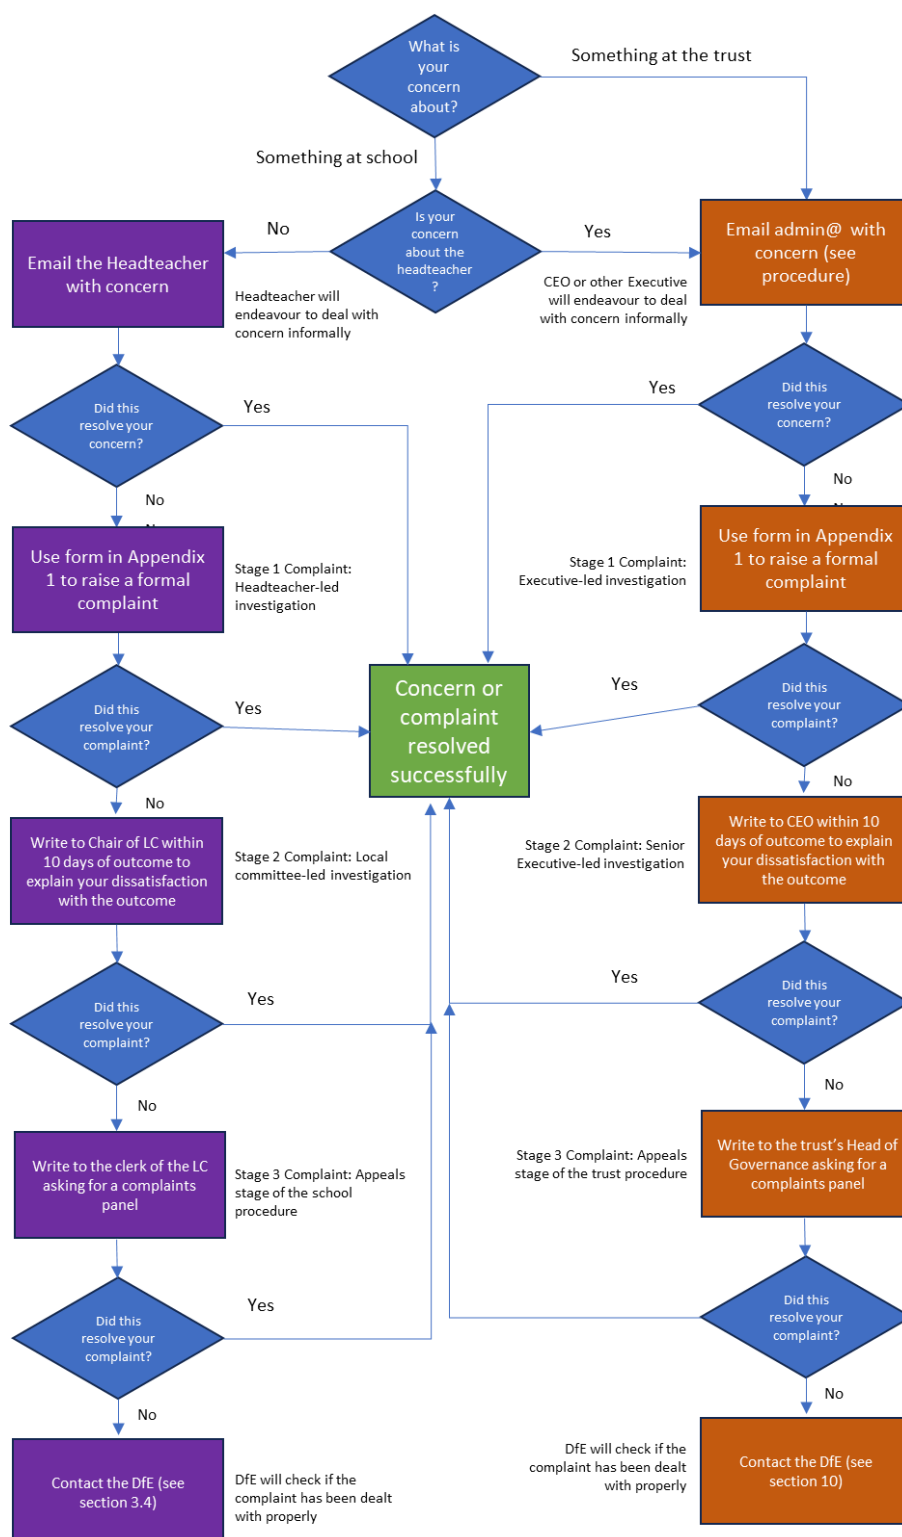 What is
your
concern
about?
Something at the trust
Something at school
Is your
concern
about the
headteacher
?
No
Yes
Email the Headteacher
with concern
Headteacher will
endeavour to deal with
concern informally
CEO or other Executive
will endeavour to deal
with concern informally
Email admin@ with
concern (see
procedure)
Did this
resolve your
concern?
Yes
Yes
Did this
resolve your
concern?
No
No
Use form in Appendix
1 to raise a formal
complaint
Stage 1 Complaint:
Headteacher-led
investigation
Stage 1 Complaint:
Executive-led investigation
Use form in Appendix
1 to raise a formal
complaint
Did this
resolve your
complaint?
Yes
Concern or
complaint
resolved
successfully
Yes
Did this
resolve your
complaint?
No
No
Write to Chair of LC within
10 days of outcome to
explain your dissatisfaction
with the outcome
Stage 2 Complaint: Local
committee-led investigation
Stage 2 Complaint: Senior
Executive-led investigation
Write to CEO within 10
days of outcome to explain
your dissatisfaction with
the outcome
Did this
resolve your
complaint?
Yes
Yes
Did this
resolve your
complaint?
No
No
Write to the clerk of the LC
asking for a complaints
panel
Stage 3 Complaint: Appeals
stage of the school
procedure
Stage 3 Complaint: Appeals
stage of the trust procedure
Write to the trust's Head of
Governance asking for a
complaints panel
Did this
resolve your
complaint?
Yes
Did this
resolve your
complaint?
No
No
Contact the DfE (see
section 3.4)
DfE will check if the
complaint has been dealt
with properly
DfE will check if the
complaint has been dealt
with properly
Contact the DfE (see
section 10)